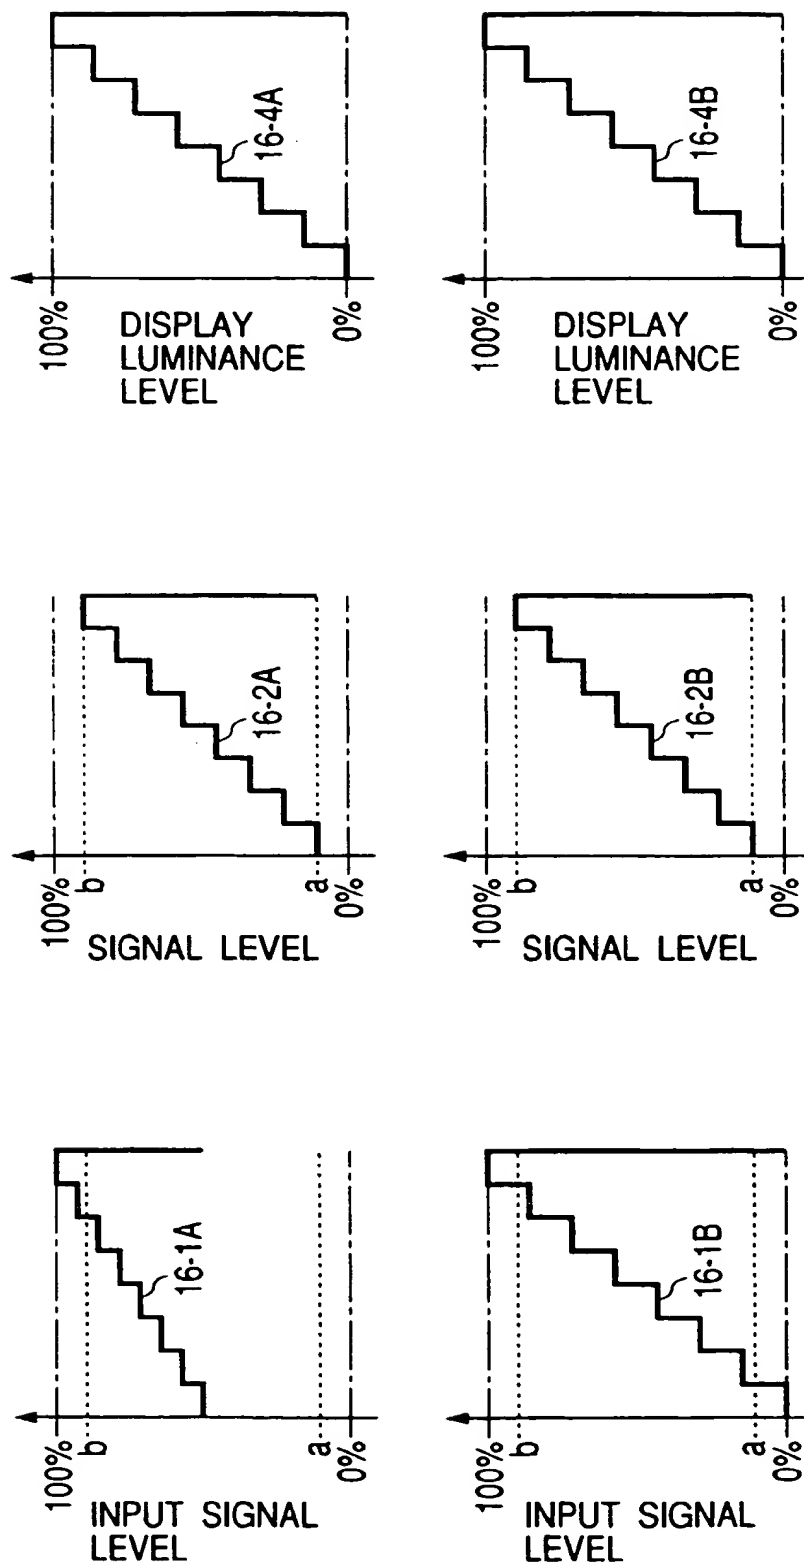 100%
DISPLAY
LUMINANCE
LEVEL
0%
16-4A
100%
DISPLAY
LUMINANCE
LEVEL
0%
16-4B
100%
b
SIGNAL LEVEL
a
0%
16-2A
100%
b
SIGNAL LEVEL
a
0%
16-2B
100%
b
INPUT SIGNAL
LEVEL
a
0%
16-1A
100%
b
INPUT SIGNAL
LEVEL
a
0%
16-1B